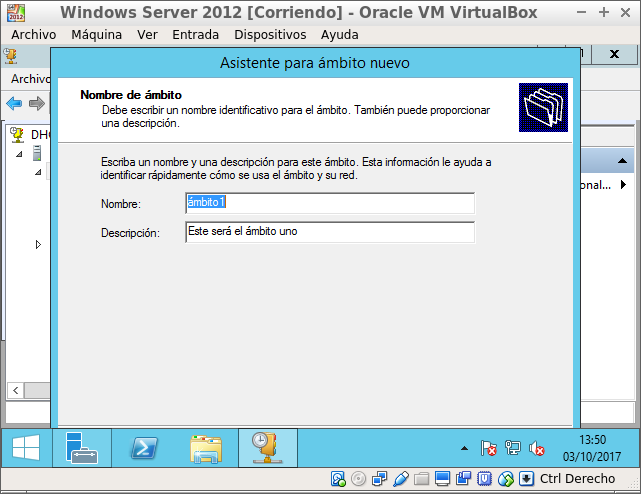 Windows Server 2012 [Corriendo] - Oracle VM VirtualBox
Archivo Máquina Ver Entrada Dispositivos Ayuda
Asistente para ámbito nuevo
Archivo
Nombre de ámbito
Debe escribir un nombre identificativo para el ámbito. También puede proporcionar
una descripción.
DHC
Escriba un nombre y una descripción para este ámbito. Esta información le ayuda a
identificar rápidamente cómo se usa el ámbito y su red.
onal...
Nombre: ámbito1
Descripción: Este será el ámbito uno
13:50
03/10/2017
Ctrl Derecho